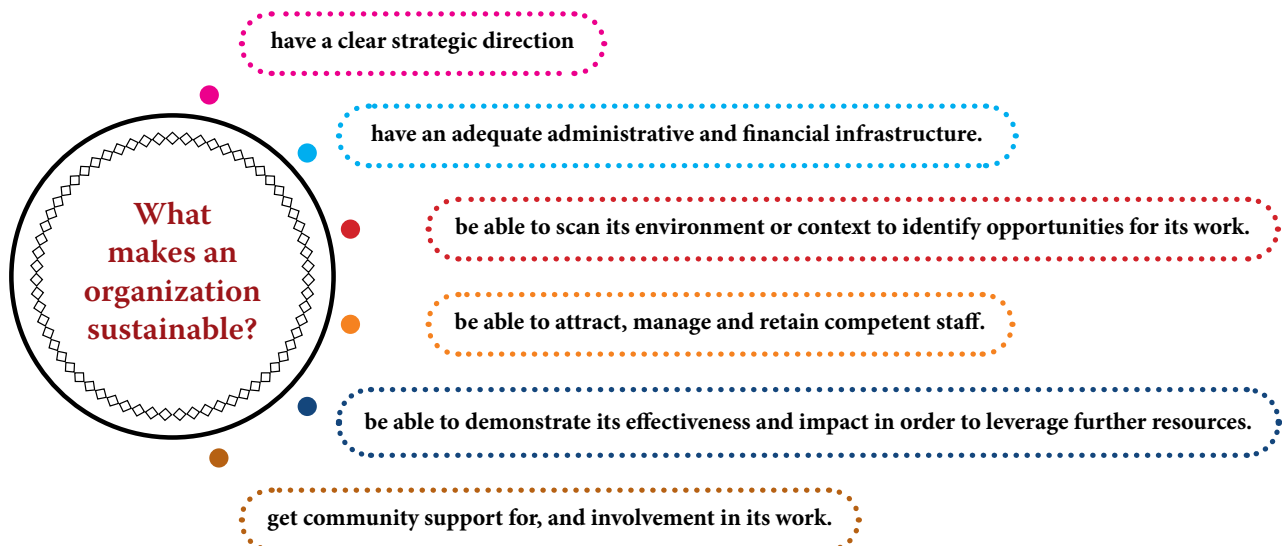 have a clear strategic direction
have an adequate administrative and financial infrastructure.
be able to scan its environment or context to identify opportunities for its work.
What
makes an
organization
sustainable?
be able to attract, manage and retain competent staff.
be able to demonstrate its effectiveness and impact in order to leverage further resources.
get community support for, and involvement in its work.